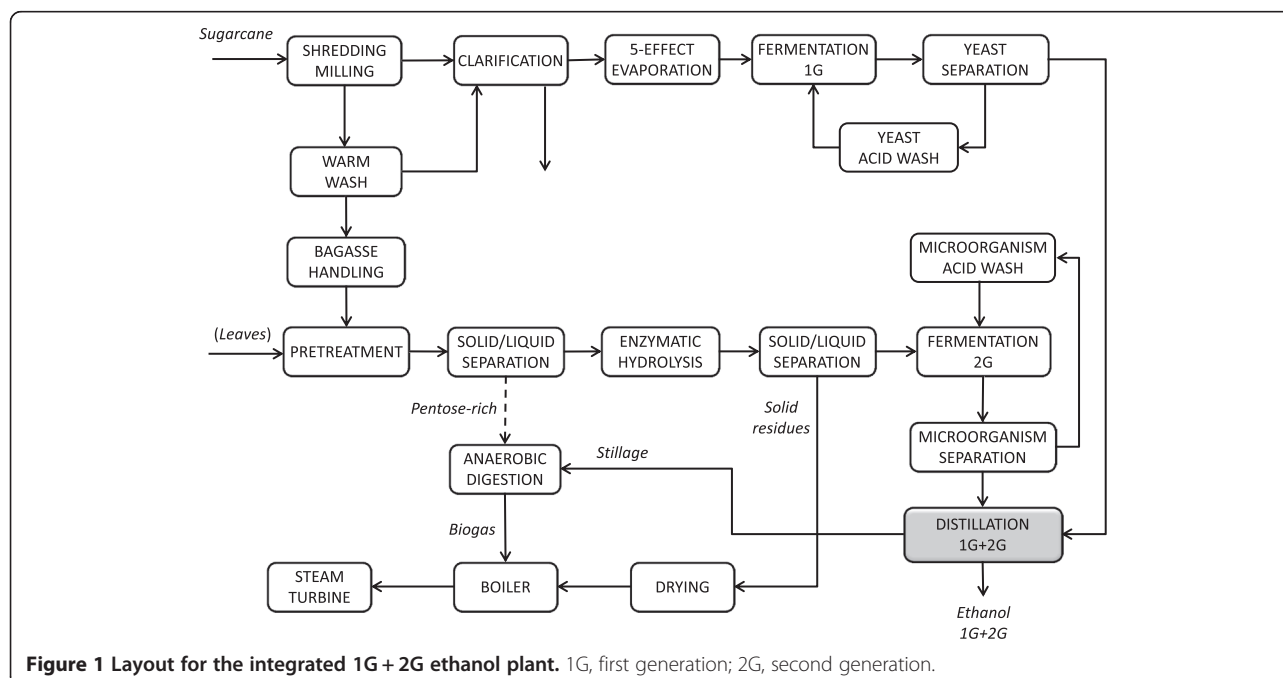 Sugarcane
SHREDDING
MILLING
CLARIFICATION
5-EFFECT
EVAPORATION
FERMENTATION
1G
YEAST
SEPARATION
YEAST
ACID WASH
WARM
WASH
BAGASSE
HANDLING
MICROORGANISM
ACID WASH
(Leaves)
PRETREATMENT
SOLID/LIQUID
SEPARATION
ENZYMATIC
HYDROLYSIS
SOLID/LIQUID
SEPARATION
FERMENTATION
2G
Pentose-rich
Solid
residues
MICROORGANISM
SEPARATION
ANAEROBIC
DIGESTION
Stillage
DISTILLATION
1G+2G
Biogas
STEAM
TURBINE
BOILER
DRYING
Ethanol
1G+2G
Figure 1 Layout for the integrated 1G + 2G ethanol plant. 1G, first generation; 2G, second generation.